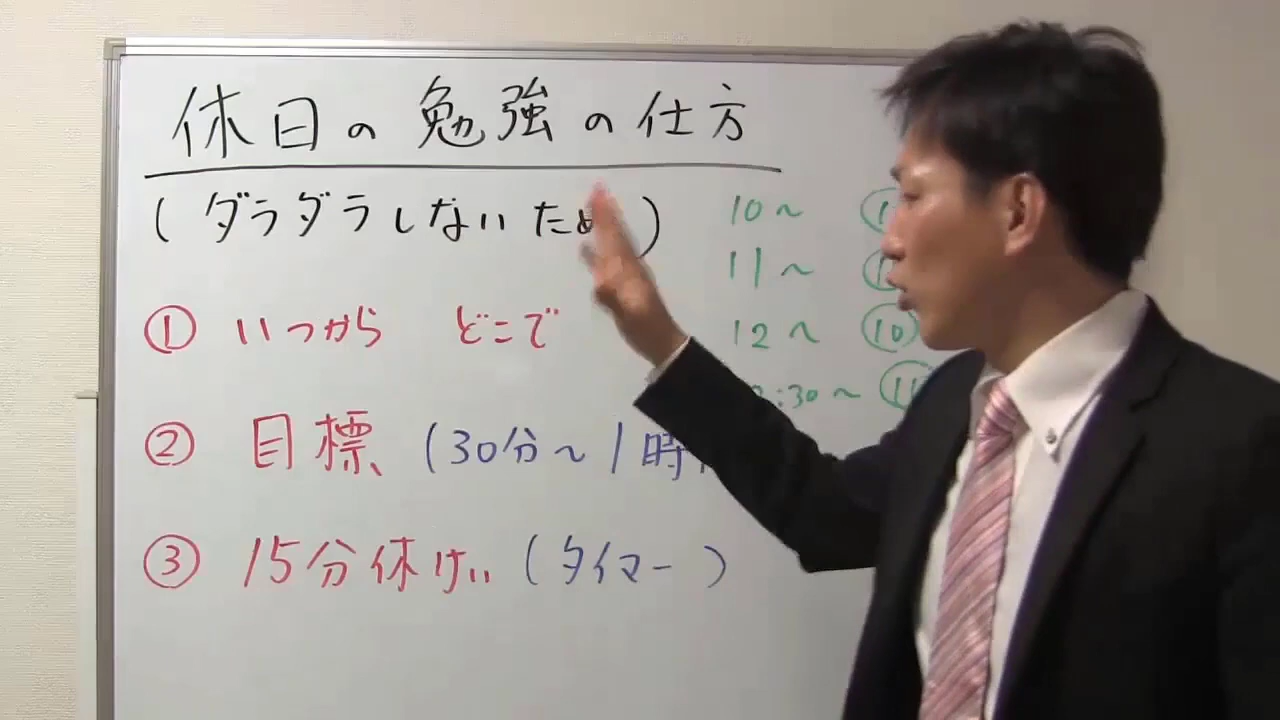 休日の勉強の仕方
(ダラダラしないため)
① いつから どこで
② 目標 (30分~1時
③ 15分休けい (タイマー)
10~
11~
12~ ⑩
:30~ ⑪